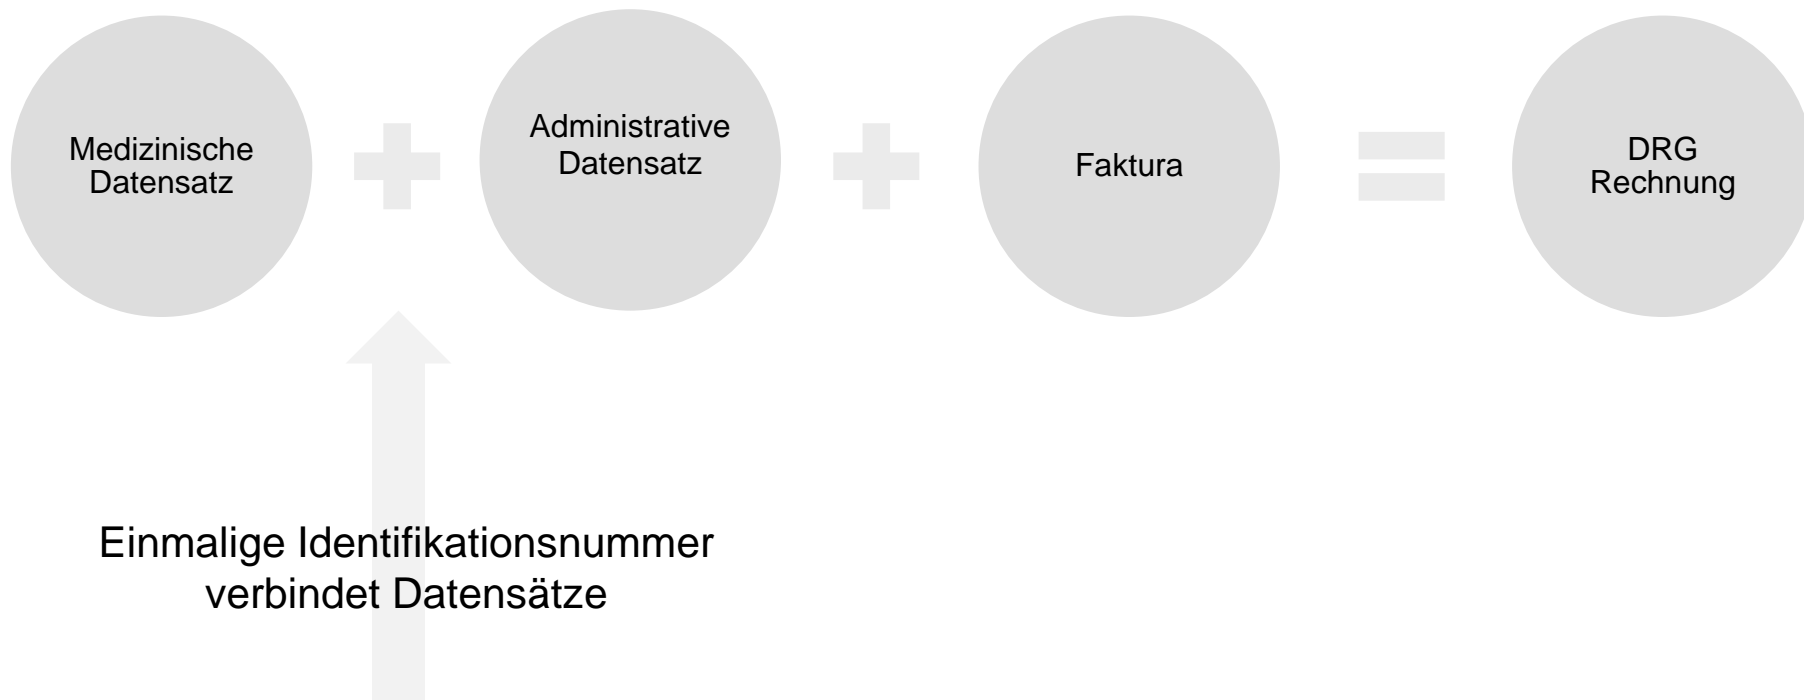 Medizinische
Datensatz
Administrative
Datensatz
Faktura
DRG
Rechnung
Einmalige Identifikationsnummer
verbindet Datensätze